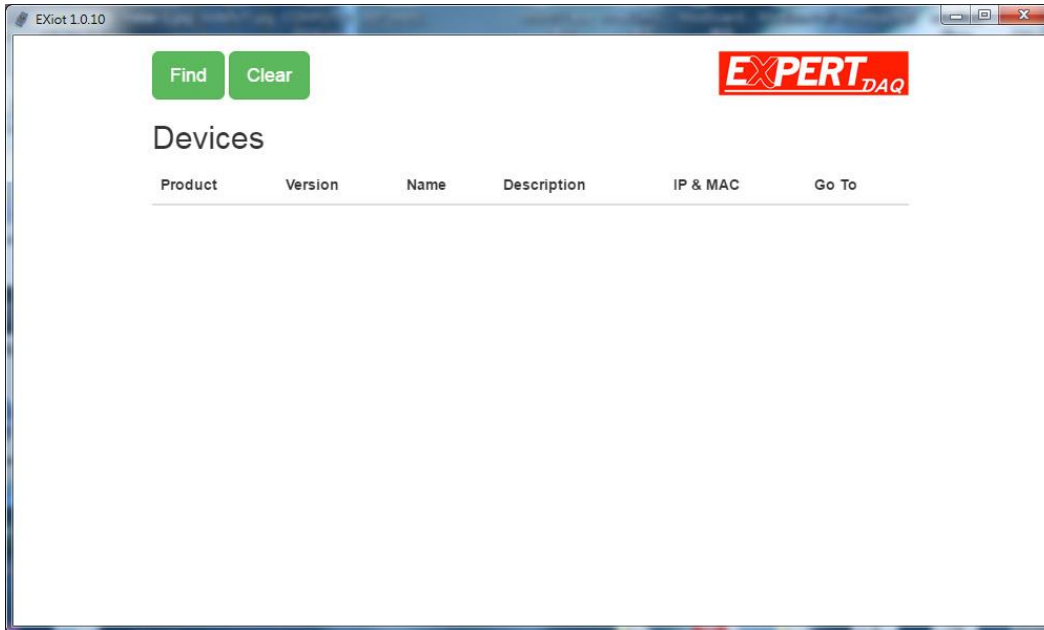 EXiot 1.0.10
Find Clear
EXPERT DAQ
Devices
Product Version Name Description IP & MAC Go To